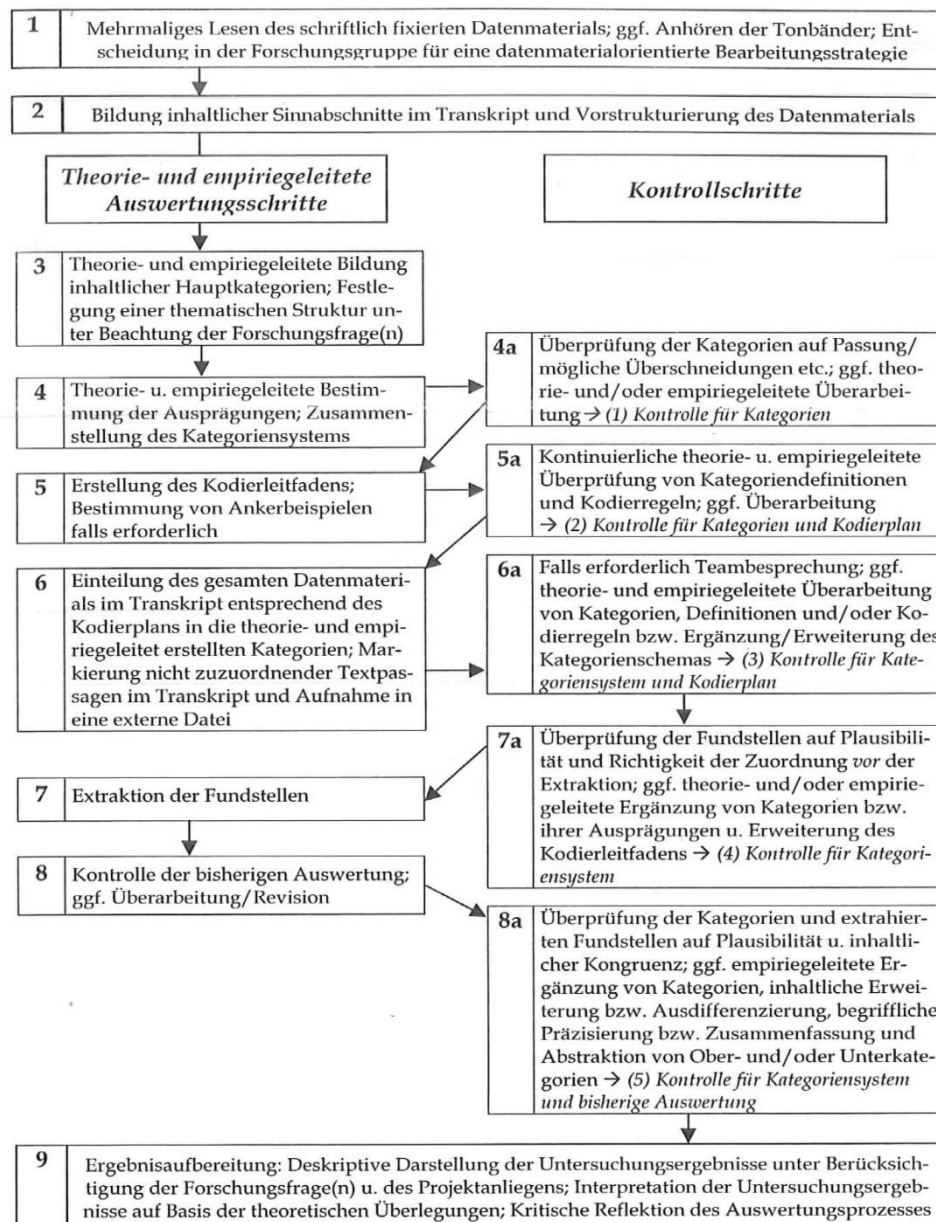 1 Mehrmaliges Lesen des schriftlich fixierten Datenmaterials; ggf. Anhören der Tonbänder; Ent-
scheidung in der Forschungsgruppe für eine datenmaterialorientierte Bearbeitungsstrategie
2 Bildung inhaltlicher Sinnabschnitte im Transkript und Vorstrukturierung des Datenmaterials
Theorie- und empiriegeleitete
Auswertungsschritte
Kontrollschritte
3 Theorie- und empiriegeleitete Bildung
inhaltlicher Hauptkategorien; Festle-
gung einer thematischen Struktur un-
ter Beachtung der Forschungsfrage(n)
4 Theorie- u. empiriegeleitete Bestim-
mung der Ausprägungen; Zusammen-
stellung des Kategoriensystems
4a Überprüfung der Kategorien auf Passung/
mögliche Überschneidungen etc.; ggf. theo-
rie- und/oder empiriegeleitete Überarbei-
tung → (1) Kontrolle für Kategorien
5 Erstellung des Kodierleitfadens;
Bestimmung von Ankerbeispielen
falls erforderlich
5a Kontinuierliche theorie- u. empiriegeleitete
Überprüfung von Kategoriendefinitionen
und Kodierregeln; ggf. Überarbeitung
→ (2) Kontrolle für Kategorien und Kodierplan
6 Einteilung des gesamten Datenmateri-
als im Transkript entsprechend des
Kodierplans in die theorie- und empi-
riegeleitet erstellten Kategorien; Mar-
kierung nicht zuzuordnender Textpas-
sagen im Transkript und Aufnahme in
eine externe Datei
6a Falls erforderlich Teambesprechung; ggf.
theorie- und empiriegeleitete Überarbeitung
von Kategorien, Definitionen und/oder Ko-
dierregeln bzw. Ergänzung/Erweiterung des
Kategorienschemas → (3) Kontrolle für Kate-
goriensystem und Kodierplan
7a Überprüfung der Fundstellen auf Plausibili-
tät und Richtigkeit der Zuordnung vor der
Extraktion; ggf. theorie- und/oder empirie-
geleitete Ergänzung von Kategorien bzw.
ihrer Ausprägungen u. Erweiterung des
Kodierleitfadens → (4) Kontrolle für Kategori-
ensystem
7 Extraktion der Fundstellen
8 Kontrolle der bisherigen Auswertung;
ggf. Überarbeitung/Revision
8a Überprüfung der Kategorien und extrahier-
ten Fundstellen auf Plausibilität u. inhaltli-
cher Kongruenz; ggf. empiriegeleitete Er-
gänzung von Kategorien, inhaltliche Erwei-
terung bzw. Ausdifferenzierung, begriffliche
Präzisierung bzw. Zusammenfassung und
Abstraktion von Ober- und/oder Unterkate-
gorien → (5) Kontrolle für Kategoriensystem
und bisherige Auswertung
9 Ergebnisaufbereitung: Deskriptive Darstellung der Untersuchungsergebnisse unter Berücksich-
tigung der Forschungsfrage(n) u. des Projektanliegens; Interpretation der Untersuchungsergeb-
nisse auf Basis der theoretischen Überlegungen; Kritische Reflektion des Auswertungsprozesses